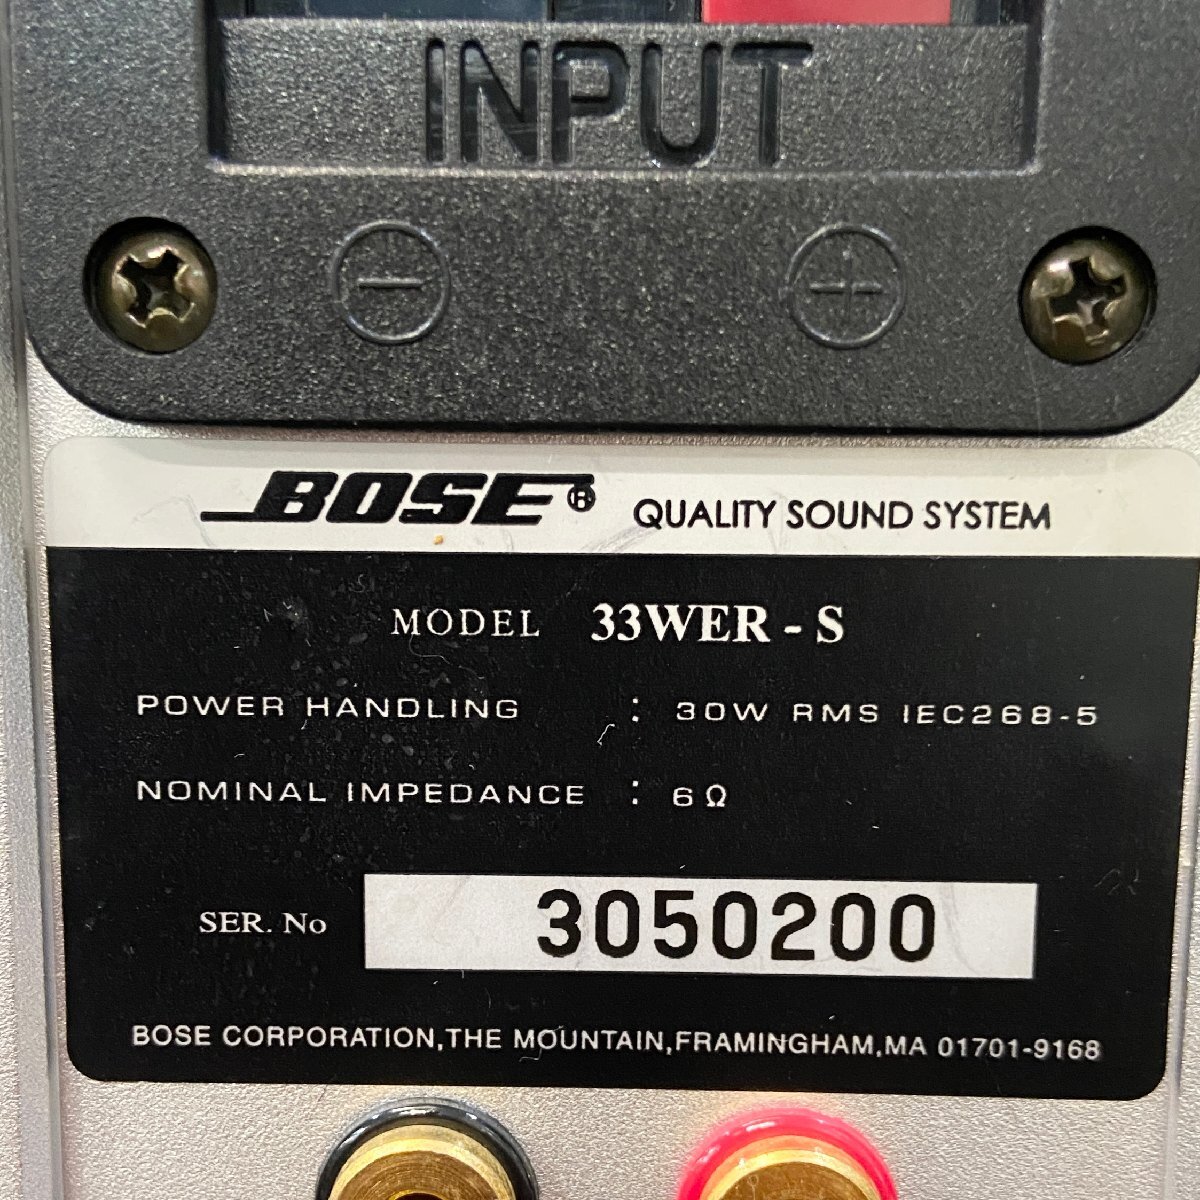 INPUT
− +
BOSE® QUALITY SOUND SYSTEM
MODEL 33WER - S
POWER HANDLING : 30W RMS IEC268-5
NOMINAL IMPEDANCE : 6Ω
SER. No 3050200
BOSE CORPORATION,THE MOUNTAIN,FRAMINGHAM,MA 01701-9168